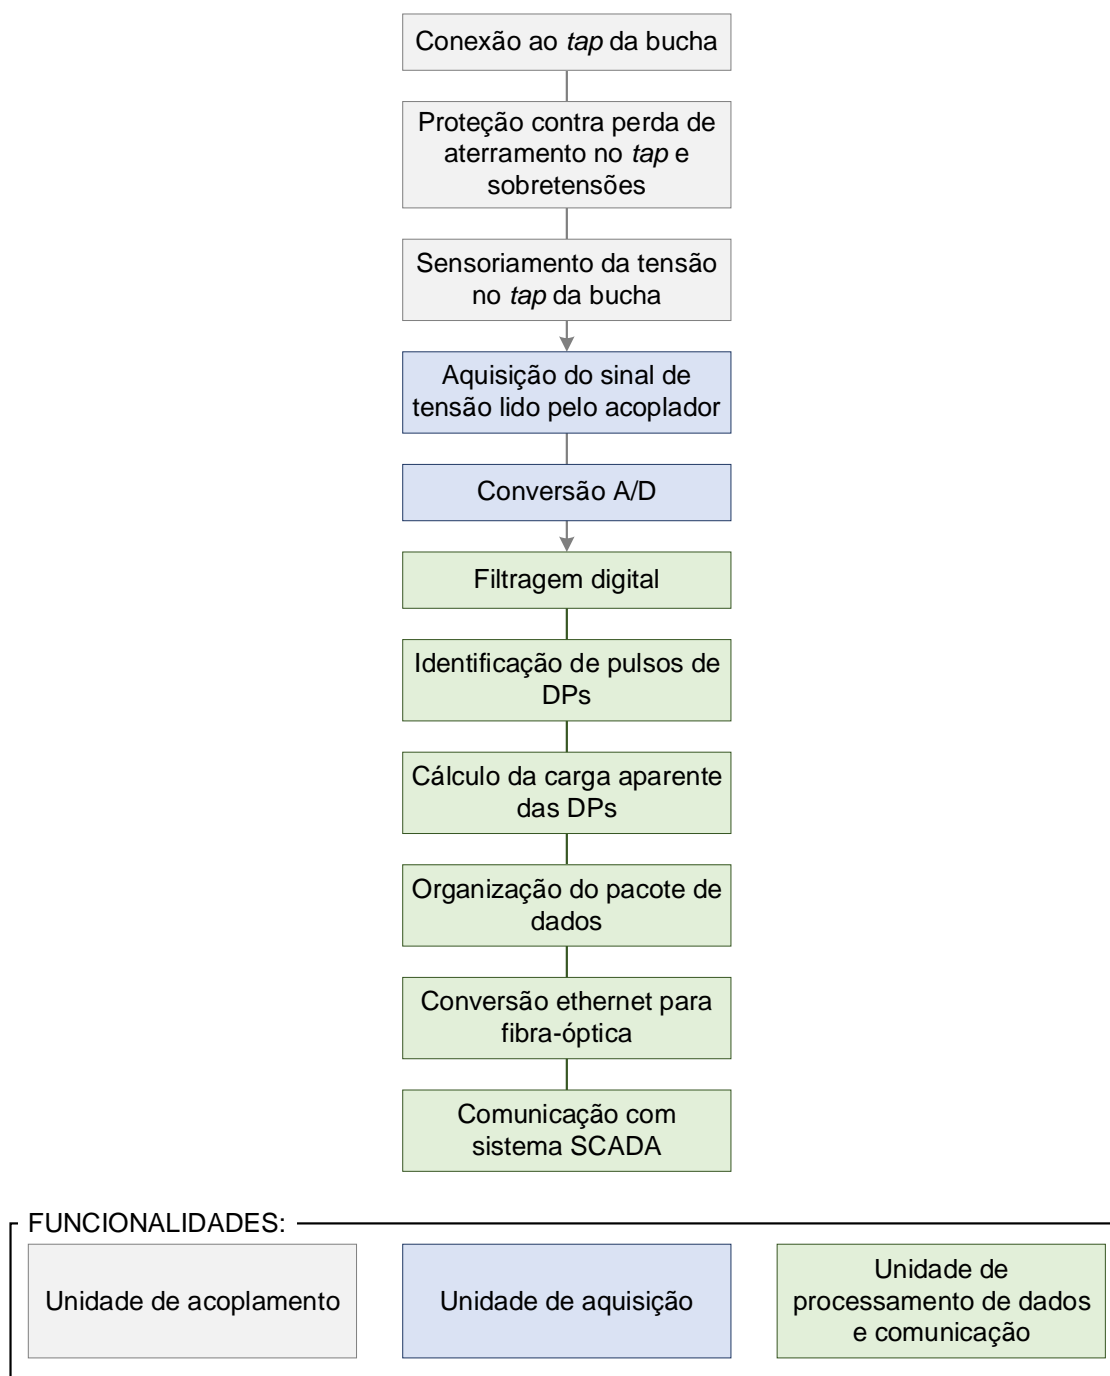 Conexão ao tap da bucha
Proteção contra perda de
aterramento no tap e
sobretensões
Sensoriamento da tensão
no tap da bucha
Aquisição do sinal de
tensão lido pelo acoplador
Conversão A/D
Filtragem digital
Identificação de pulsos de
DPs
Cálculo da carga aparente
das DPs
Organização do pacote de
dados
Conversão ethernet para
fibra-óptica
Comunicação com
sistema SCADA
FUNCIONALIDADES:
Unidade de acoplamento
Unidade de aquisição
Unidade de
processamento de dados
e comunicação